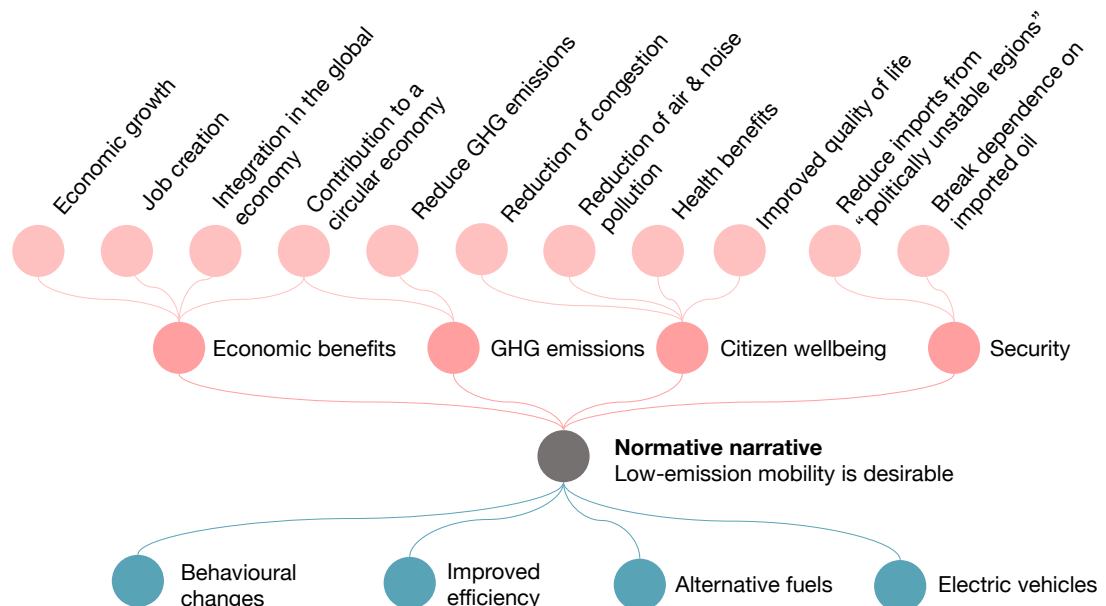 Economic growth
Job creation
Integration in the global
economy
Contribution to a
circular economy
Reduce GHG emissions
Reduction of congestion
Reduction of air & noise
pollution
Health benefits
Improved quality of life
Reduce imports from
“politically unstable regions”
Break dependence on
imported oil
Economic benefits
GHG emissions
Citizen wellbeing
Security
Normative narrative
Low-emission mobility is desirable
Behavioural
changes
Improved
efficiency
Alternative fuels
Electric vehicles